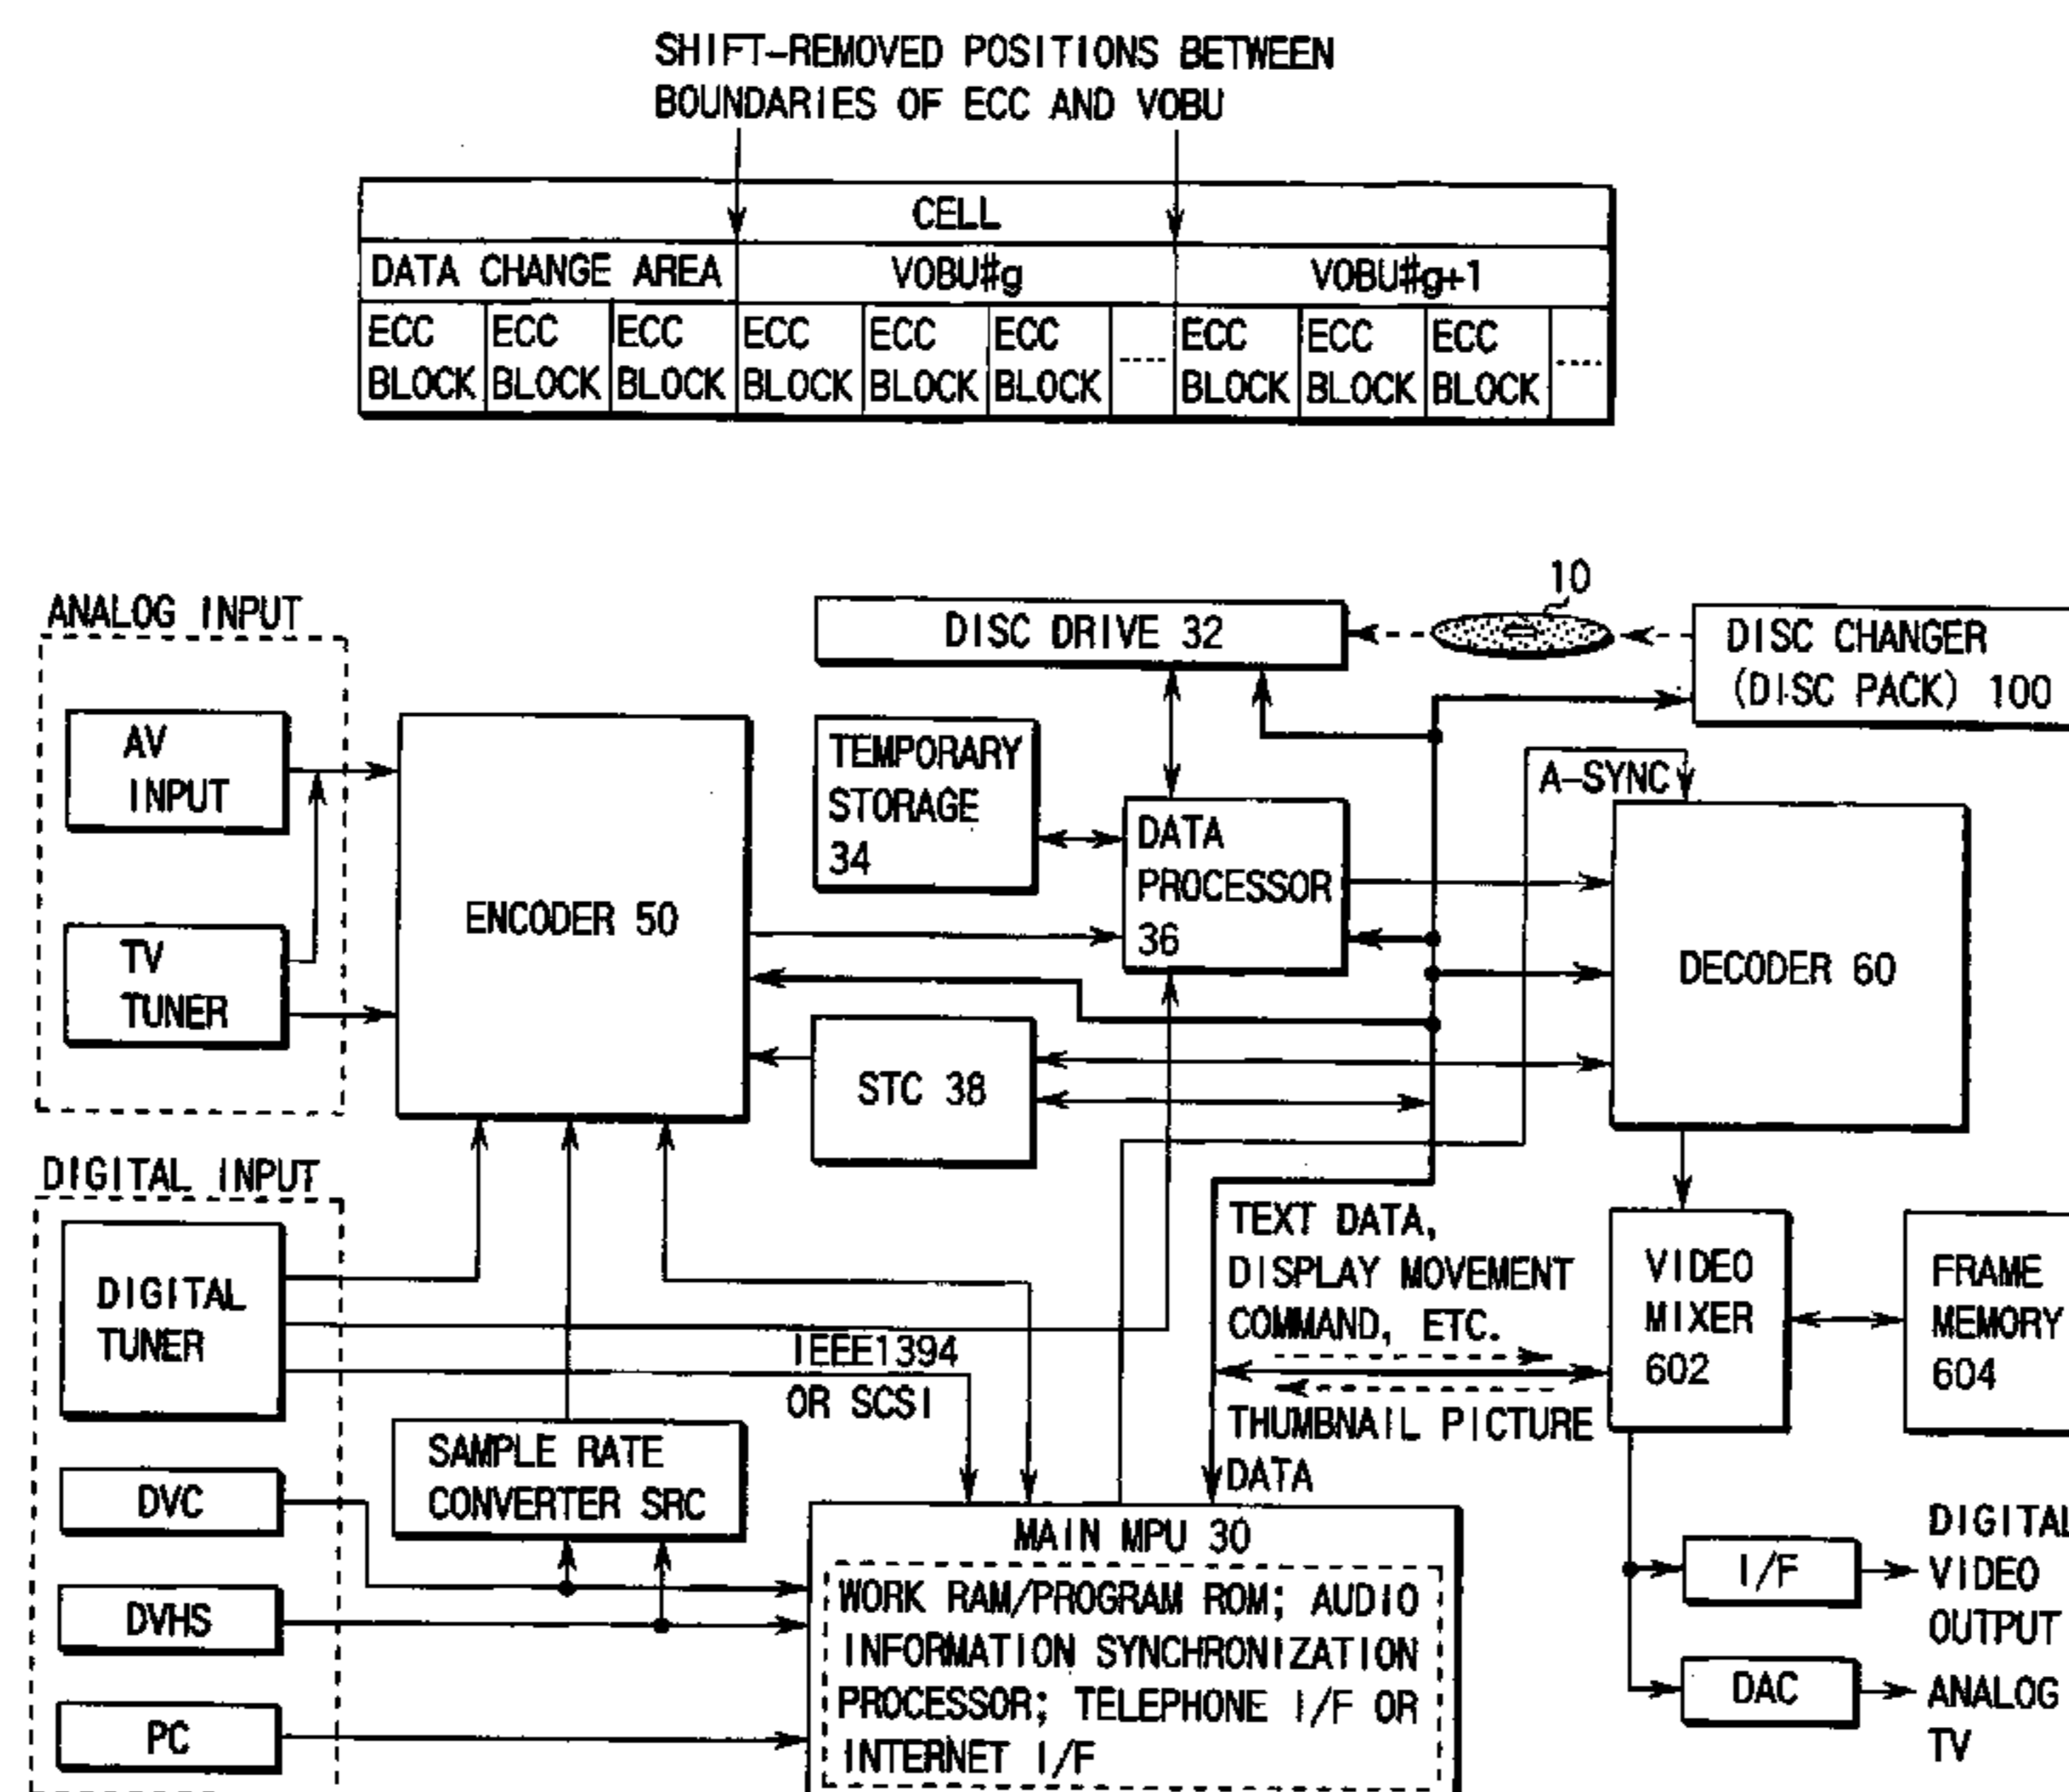 SHIFT-REMOVED POSITIONS BETWEEN
BOUNDARIES OF ECC AND VOBU
CELL
DATA CHANGE AREA
VOBU#g
VOBU#g+1
ECC BLOCK
ECC BLOCK
ECC BLOCK
ECC BLOCK
ECC BLOCK
ECC BLOCK
....
ECC BLOCK
ECC BLOCK
ECC BLOCK
....
ANALOG INPUT
AV
INPUT
TV
TUNER
ENCODER 50
DISC DRIVE 32
10
DISC CHANGER
(DISC PACK) 100
TEMPORARY
STORAGE
34
DATA
PROCESSOR
36
A-SYNC
DECODER 60
STC 38
DIGITAL INPUT
DIGITAL
TUNER
DVC
DVHS
PC
SAMPLE RATE
CONVERTER SRC
IEEE1394
OR SCSI
TEXT DATA,
DISPLAY MOVEMENT
COMMAND, ETC.
THUMBNAIL PICTURE
DATA
VIDEO
MIXER
602
FRAME
MEMORY
604
MAIN MPU 30
WORK RAM/PROGRAM ROM; AUDIO
INFORMATION SYNCHRONIZATION
PROCESSOR; TELEPHONE I/F OR
INTERNET I/F
I/F
DIGITAL
VIDEO
OUTPUT
DAC
ANALOG
TV